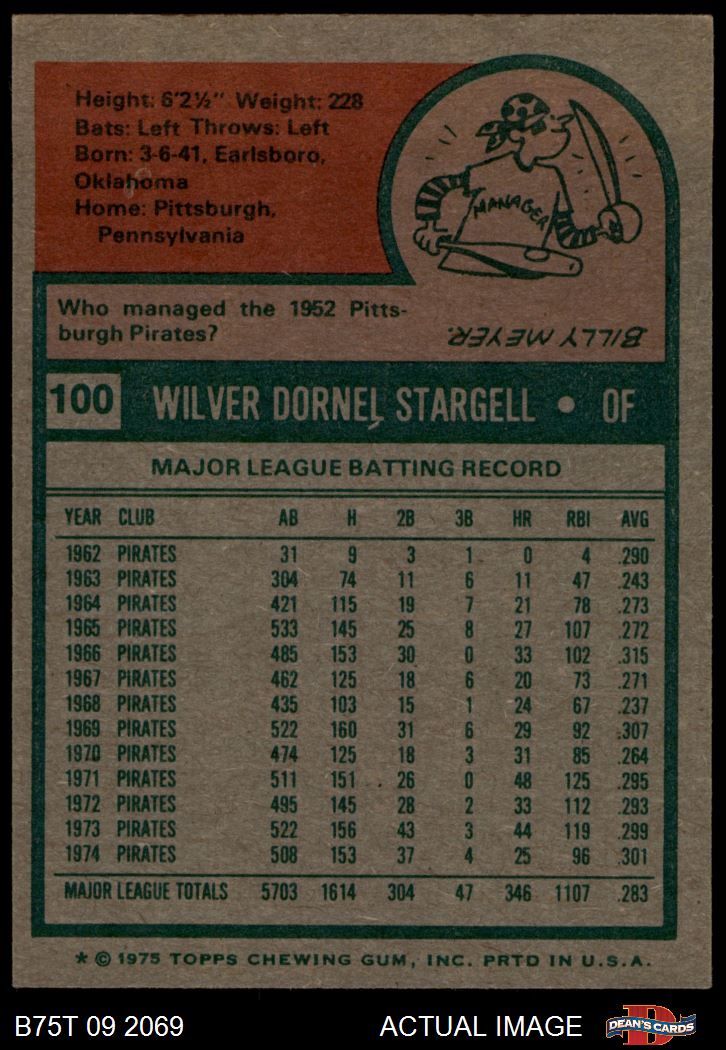 Height: 6'2½" Weight: 228
Bats: Left Throws: Left
Born: 3-6-41, Earlsboro,
Oklahoma
Home: Pittsburgh,
Pennsylvania
MANAGER
Who managed the 1952 Pitts-
burgh Pirates?
BILLY MEYER.
100 WILVER DORNEL STARGELL • OF
MAJOR LEAGUE BATTING RECORD
YEAR CLUB AB H 2B 3B HR RBI AVG
1962 PIRATES 31 9 3 1 0 4 .290
1963 PIRATES 304 74 11 6 11 47 .243
1964 PIRATES 421 115 19 7 21 78 .273
1965 PIRATES 533 145 25 8 27 107 .272
1966 PIRATES 485 153 30 0 33 102 .315
1967 PIRATES 462 125 18 6 20 73 .271
1968 PIRATES 435 103 15 1 24 67 .237
1969 PIRATES 522 160 31 6 29 92 .307
1970 PIRATES 474 125 18 3 31 85 .264
1971 PIRATES 511 151 26 0 48 125 .295
1972 PIRATES 495 145 28 2 33 112 .293
1973 PIRATES 522 156 43 3 44 119 .299
1974 PIRATES 508 153 37 4 25 96 .301
MAJOR LEAGUE TOTALS 5703 1614 304 47 346 1107 .283
* © 1975 TOPPS CHEWING GUM, INC. PRTD IN U.S.A.
B75T 09 2069 ACTUAL IMAGE DEAN'S CARDS